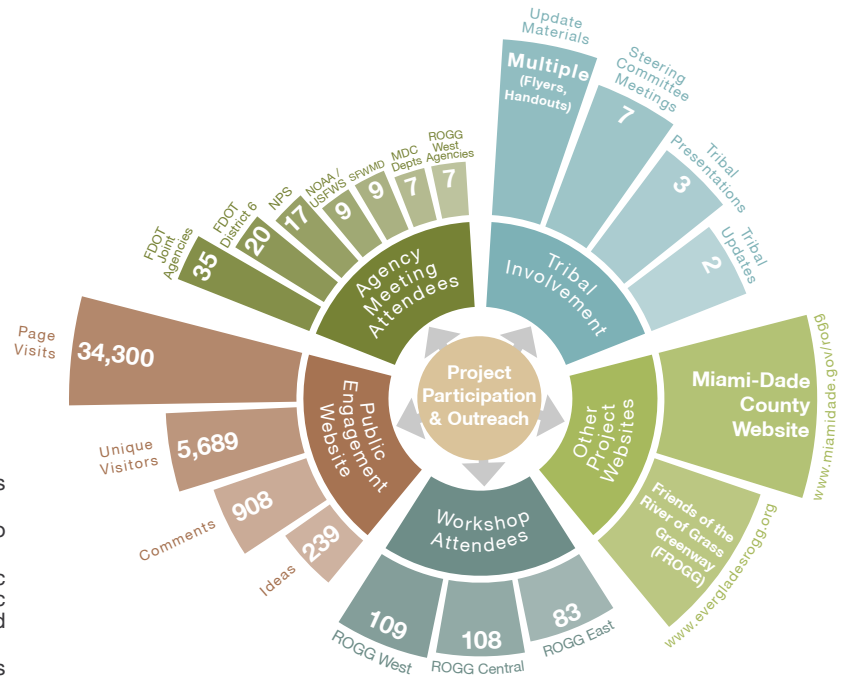 Project
Participation
& Outreach
Agency
Meeting
Attendees
FDOT
Joint
Agencies
35
FDOT
District 6
20
NPS
17
NOAA /
USFWS
9
SFWMD
9
MDC
Depts
7
ROGG
West
Agencies
7
Tribal
Involvement
Update
Materials
Multiple
(Flyers,
Handouts)
Steering
Committee
Meetings
7
Tribal
Presentations
3
Tribal
Updates
2
Other
Project
Websites
Miami-Dade
County
Website
www.miamidade.gov/rogg
Friends of the
River of Grass
Greenway
(FROGG)
www.evergladesrogg.org
Workshop
Attendees
83
ROGG East
108
ROGG Central
109
ROGG West
Public
Engagement
Website
Page
Visits
34,300
Unique
Visitors
5,689
Comments
908
Ideas
239